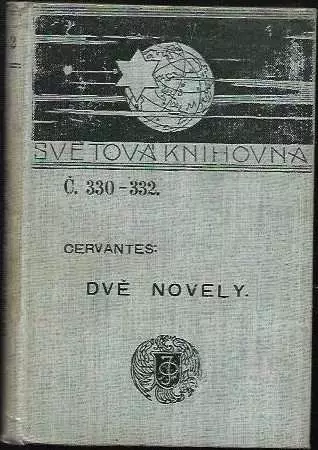 SVĚTOVÁ KNIHOVNA
Č. 330-332.
CERVANTES:
DVĚ NOVELY.